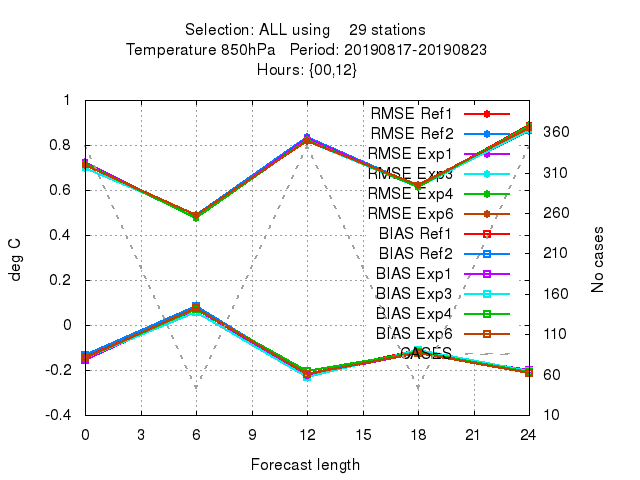 Selection: ALL using 29 stations
Temperature 850hPa Period: 20190817-20190823
Hours: {00,12}
1
0.8
0.6
0.4
0.2
0
-0.2
-0.4
deg C
RMSE Ref1
RMSE Ref2
RMSE Exp1
RMSE Exp3
RMSE Exp4
RMSE Exp6
BIAS Ref1
BIAS Ref2
BIAS Exp1
BIAS Exp3
BIAS Exp4
BIAS Exp6
CASES
360
310
260
210
160
110
60
10
No cases
0 3 6 9 12 15 18 21 24
Forecast length